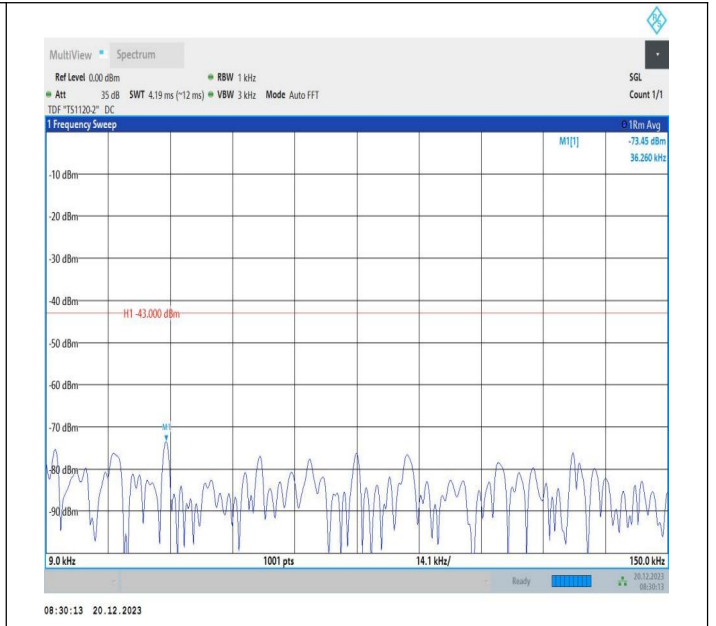 MultiView Spectrum
Ref Level 0.00 dBm RBW 1 kHz SGL
Att 35 dB SWT 4.19 ms (~12 ms) VBW 3 kHz Mode Auto FFT Count 1/1
TDF "TS1120-2" DC
1 Frequency Sweep 1Rm Avg
M1[1] -73.45 dBm
36.260 kHz
-10 dBm
-20 dBm
-30 dBm
-40 dBm
H1 -43.000 dBm
-50 dBm
-60 dBm
-70 dBm
M1
-80 dBm
-90 dBm
9.0 kHz 1001 pts 14.1 kHz/ 150.0 kHz
Ready 20.12.2023
08:30:13
08:30:13 20.12.2023